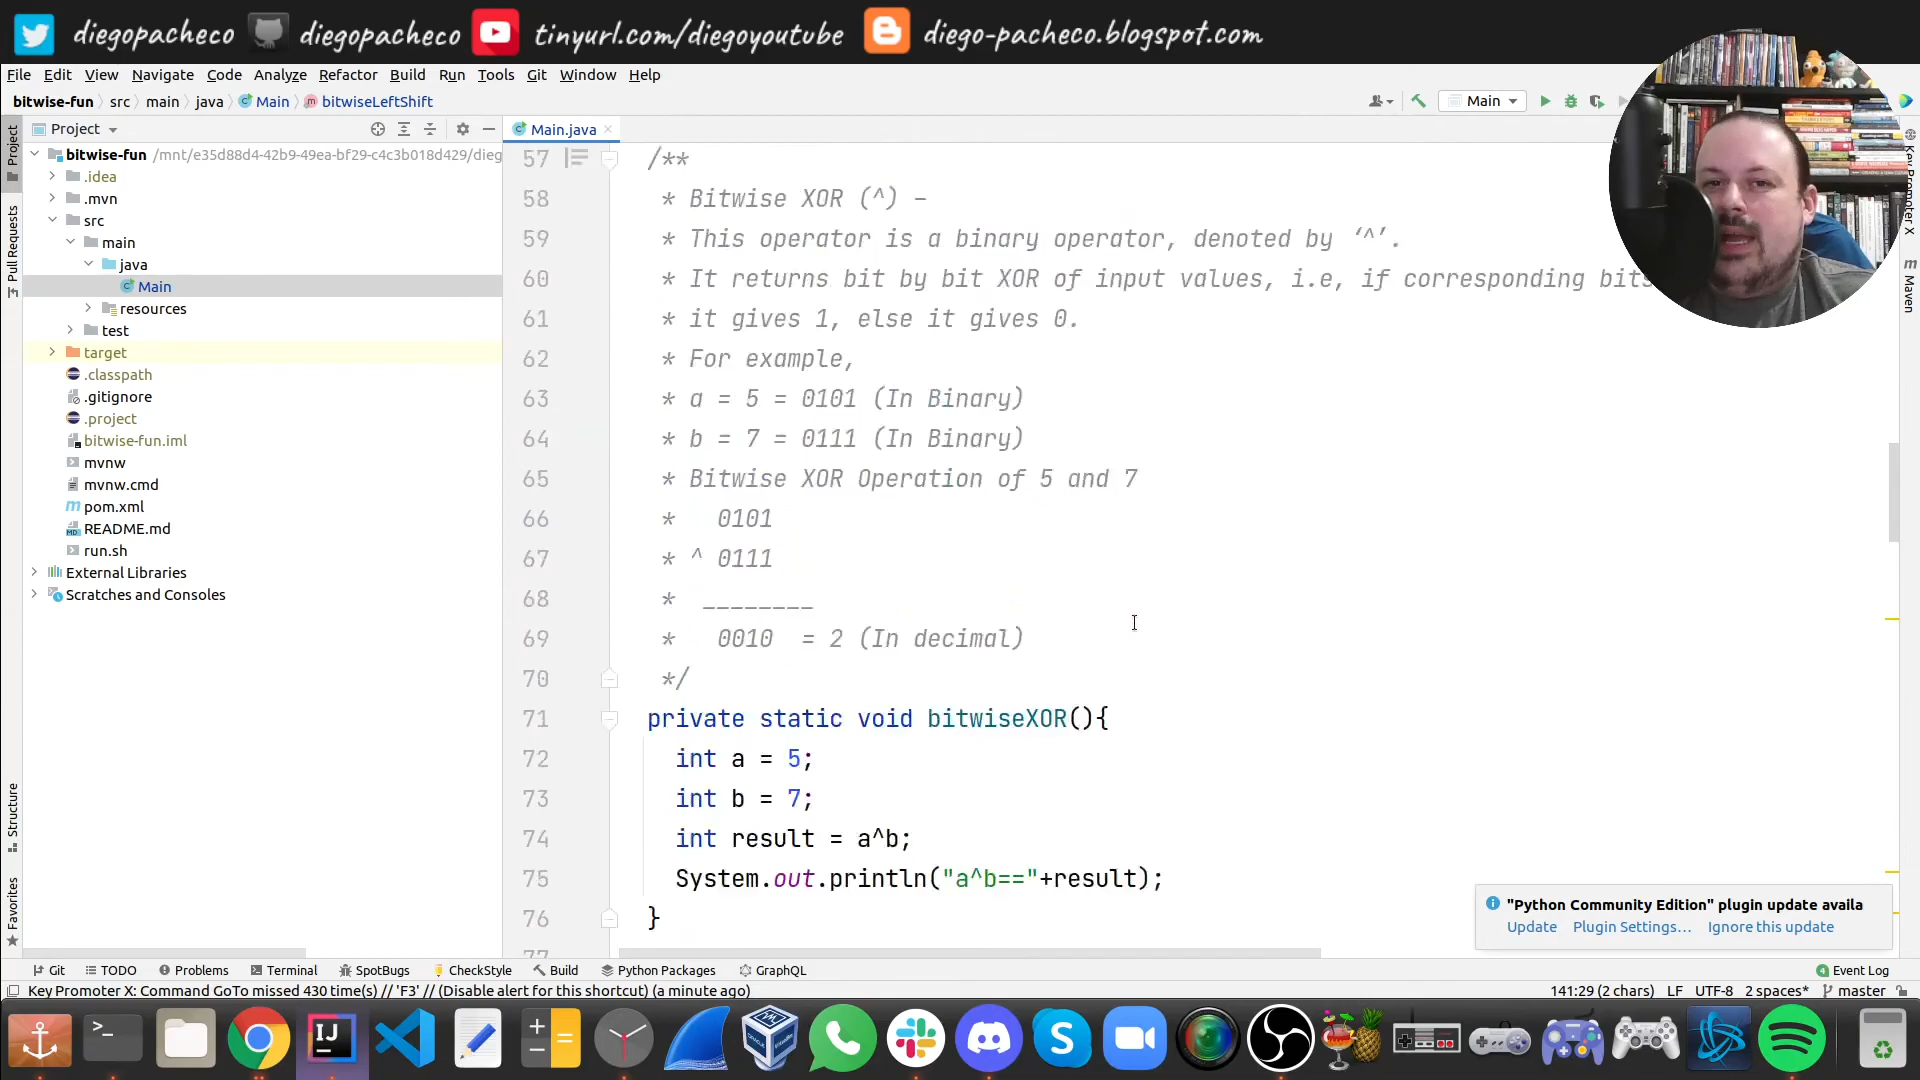 diegopacheco diegopacheco tinyurl.com/diegoyoutube diego-pacheco.blogspot.com
File Edit View Navigate Code Analyze Refactor Build Run Tools Git Window Help
bitwise-fun src main java Main bitwiseLeftShift Main
Project Main.java
bitwise-fun /mnt/e35d88d4-42b9-49ea-bf29-c4c3b018d429/dieg
.idea
.mvn
src
main
java
Main
resources
test
target
.classpath
.gitignore
.project
bitwise-fun.iml
mvnw
mvnw.cmd
pom.xml
README.md
run.sh
External Libraries
Scratches and Consoles
Project
Pull Requests
Structure
Favorites
57 /**
58 * Bitwise XOR (^) –
59 * This operator is a binary operator, denoted by ‘^’.
60 * It returns bit by bit XOR of input values, i.e, if corresponding bits
61 * it gives 1, else it gives 0.
62 * For example,
63 * a = 5 = 0101 (In Binary)
64 * b = 7 = 0111 (In Binary)
65 * Bitwise XOR Operation of 5 and 7
66 * 0101
67 * ^ 0111
68 * ________
69 * 0010 = 2 (In decimal)
70 */
71 private static void bitwiseXOR(){
72 int a = 5;
73 int b = 7;
74 int result = a^b;
75 System.out.println("a^b=="+result);
76 }
77
Key Promoter X
Maven
"Python Community Edition" plugin update availa
Update Plugin Settings... Ignore this update
Git TODO Problems Terminal SpotBugs CheckStyle Build Python Packages GraphQL 4 Event Log
Key Promoter X: Command GoTo missed 430 time(s) // 'F3' // (Disable alert for this shortcut) (a minute ago) 141:29 (2 chars) LF UTF-8 2 spaces* master